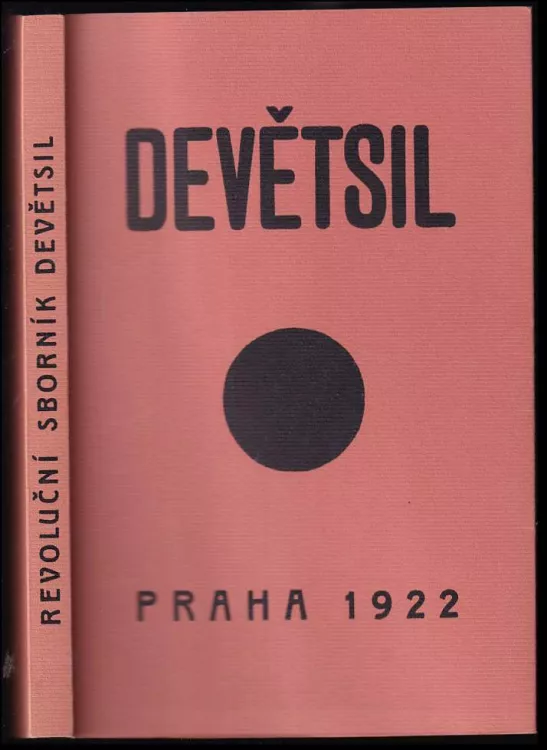 REVOLUČNÍ SBORNÍK DEVĚTSIL
DEVĚTSIL
PRAHA 1922